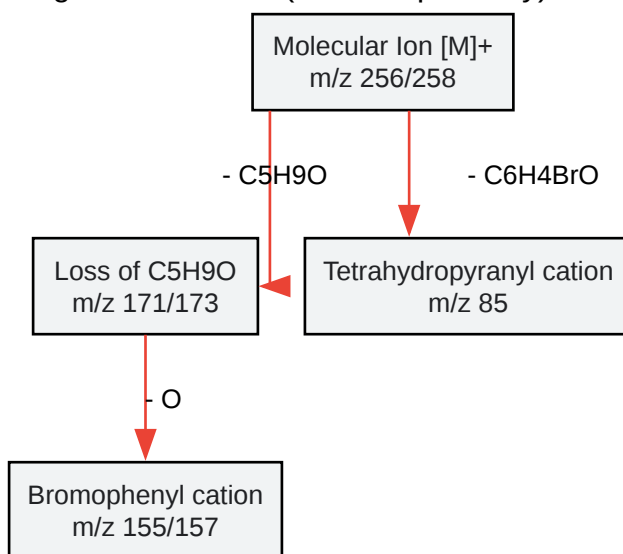 Molecular Ion [M]+
m/z 256/258
- C5H9O
- C6H4BrO
Loss of C5H9O
m/z 171/173
Tetrahydropyranyl cation
m/z 85
- O
Bromophenyl cation
m/z 155/157